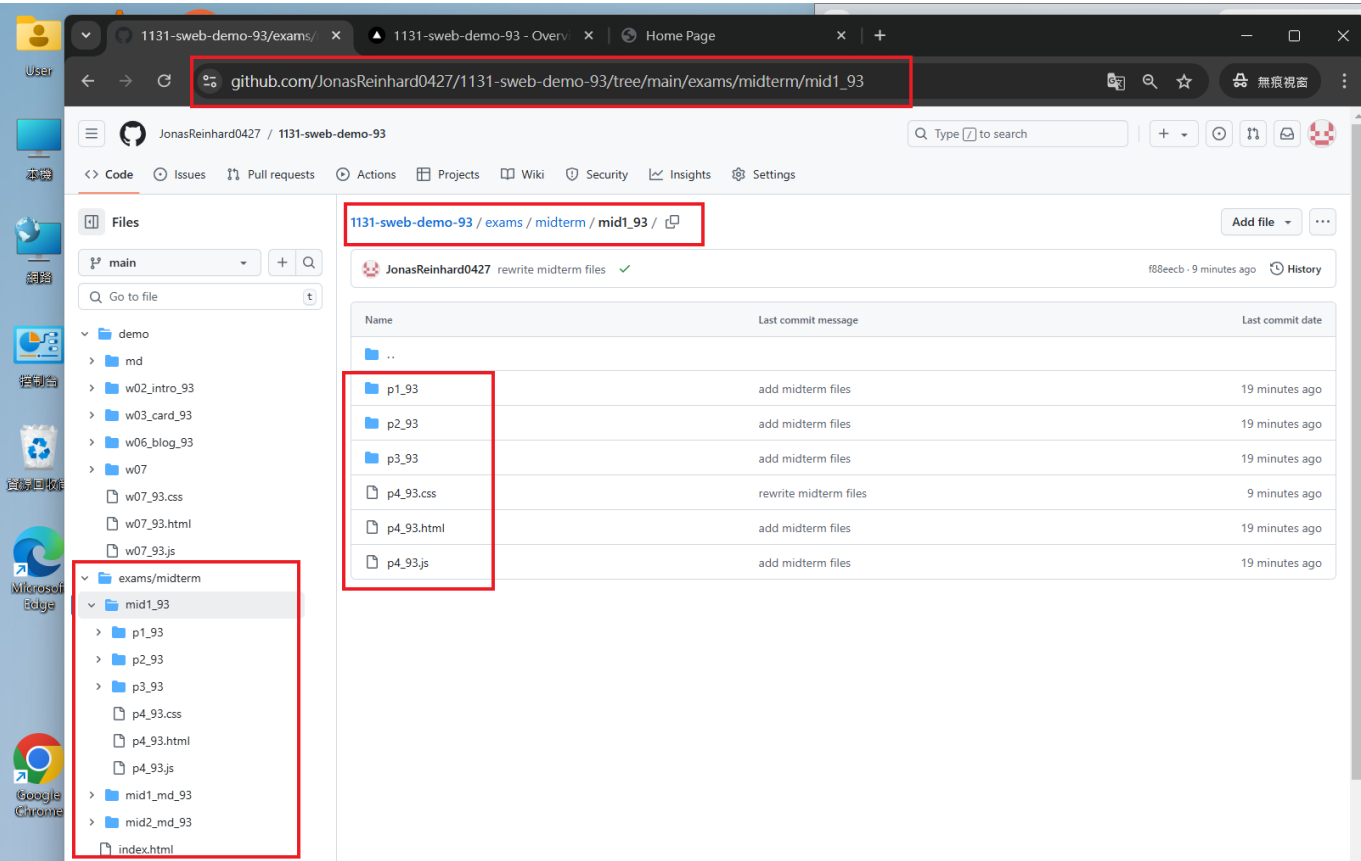 User
本機
網路
控制台
資源回收筒
Microsoft
Edge
Google
Chrome
1131-sweb-demo-93/exams/
1131-sweb-demo-93 - Overvi
Home Page
github.com/JonasReinhard0427/1131-sweb-demo-93/tree/main/exams/midterm/mid1_93
無痕視窗
JonasReinhard0427 / 1131-sweb-demo-93
Type / to search
Code Issues Pull requests Actions Projects Wiki Security Insights Settings
Files
main
Go to file t
demo
md
w02_intro_93
w03_card_93
w06_blog_93
w07
w07_93.css
w07_93.html
w07_93.js
exams/midterm
mid1_93
p1_93
p2_93
p3_93
p4_93.css
p4_93.html
p4_93.js
mid1_md_93
mid2_md_93
index.html
1131-sweb-demo-93 / exams / midterm / mid1_93 /
Add file
JonasReinhard0427 rewrite midterm files
f88eecb · 9 minutes ago History
Name Last commit message Last commit date
..
p1_93 add midterm files 19 minutes ago
p2_93 add midterm files 19 minutes ago
p3_93 add midterm files 19 minutes ago
p4_93.css rewrite midterm files 9 minutes ago
p4_93.html add midterm files 19 minutes ago
p4_93.js add midterm files 19 minutes ago